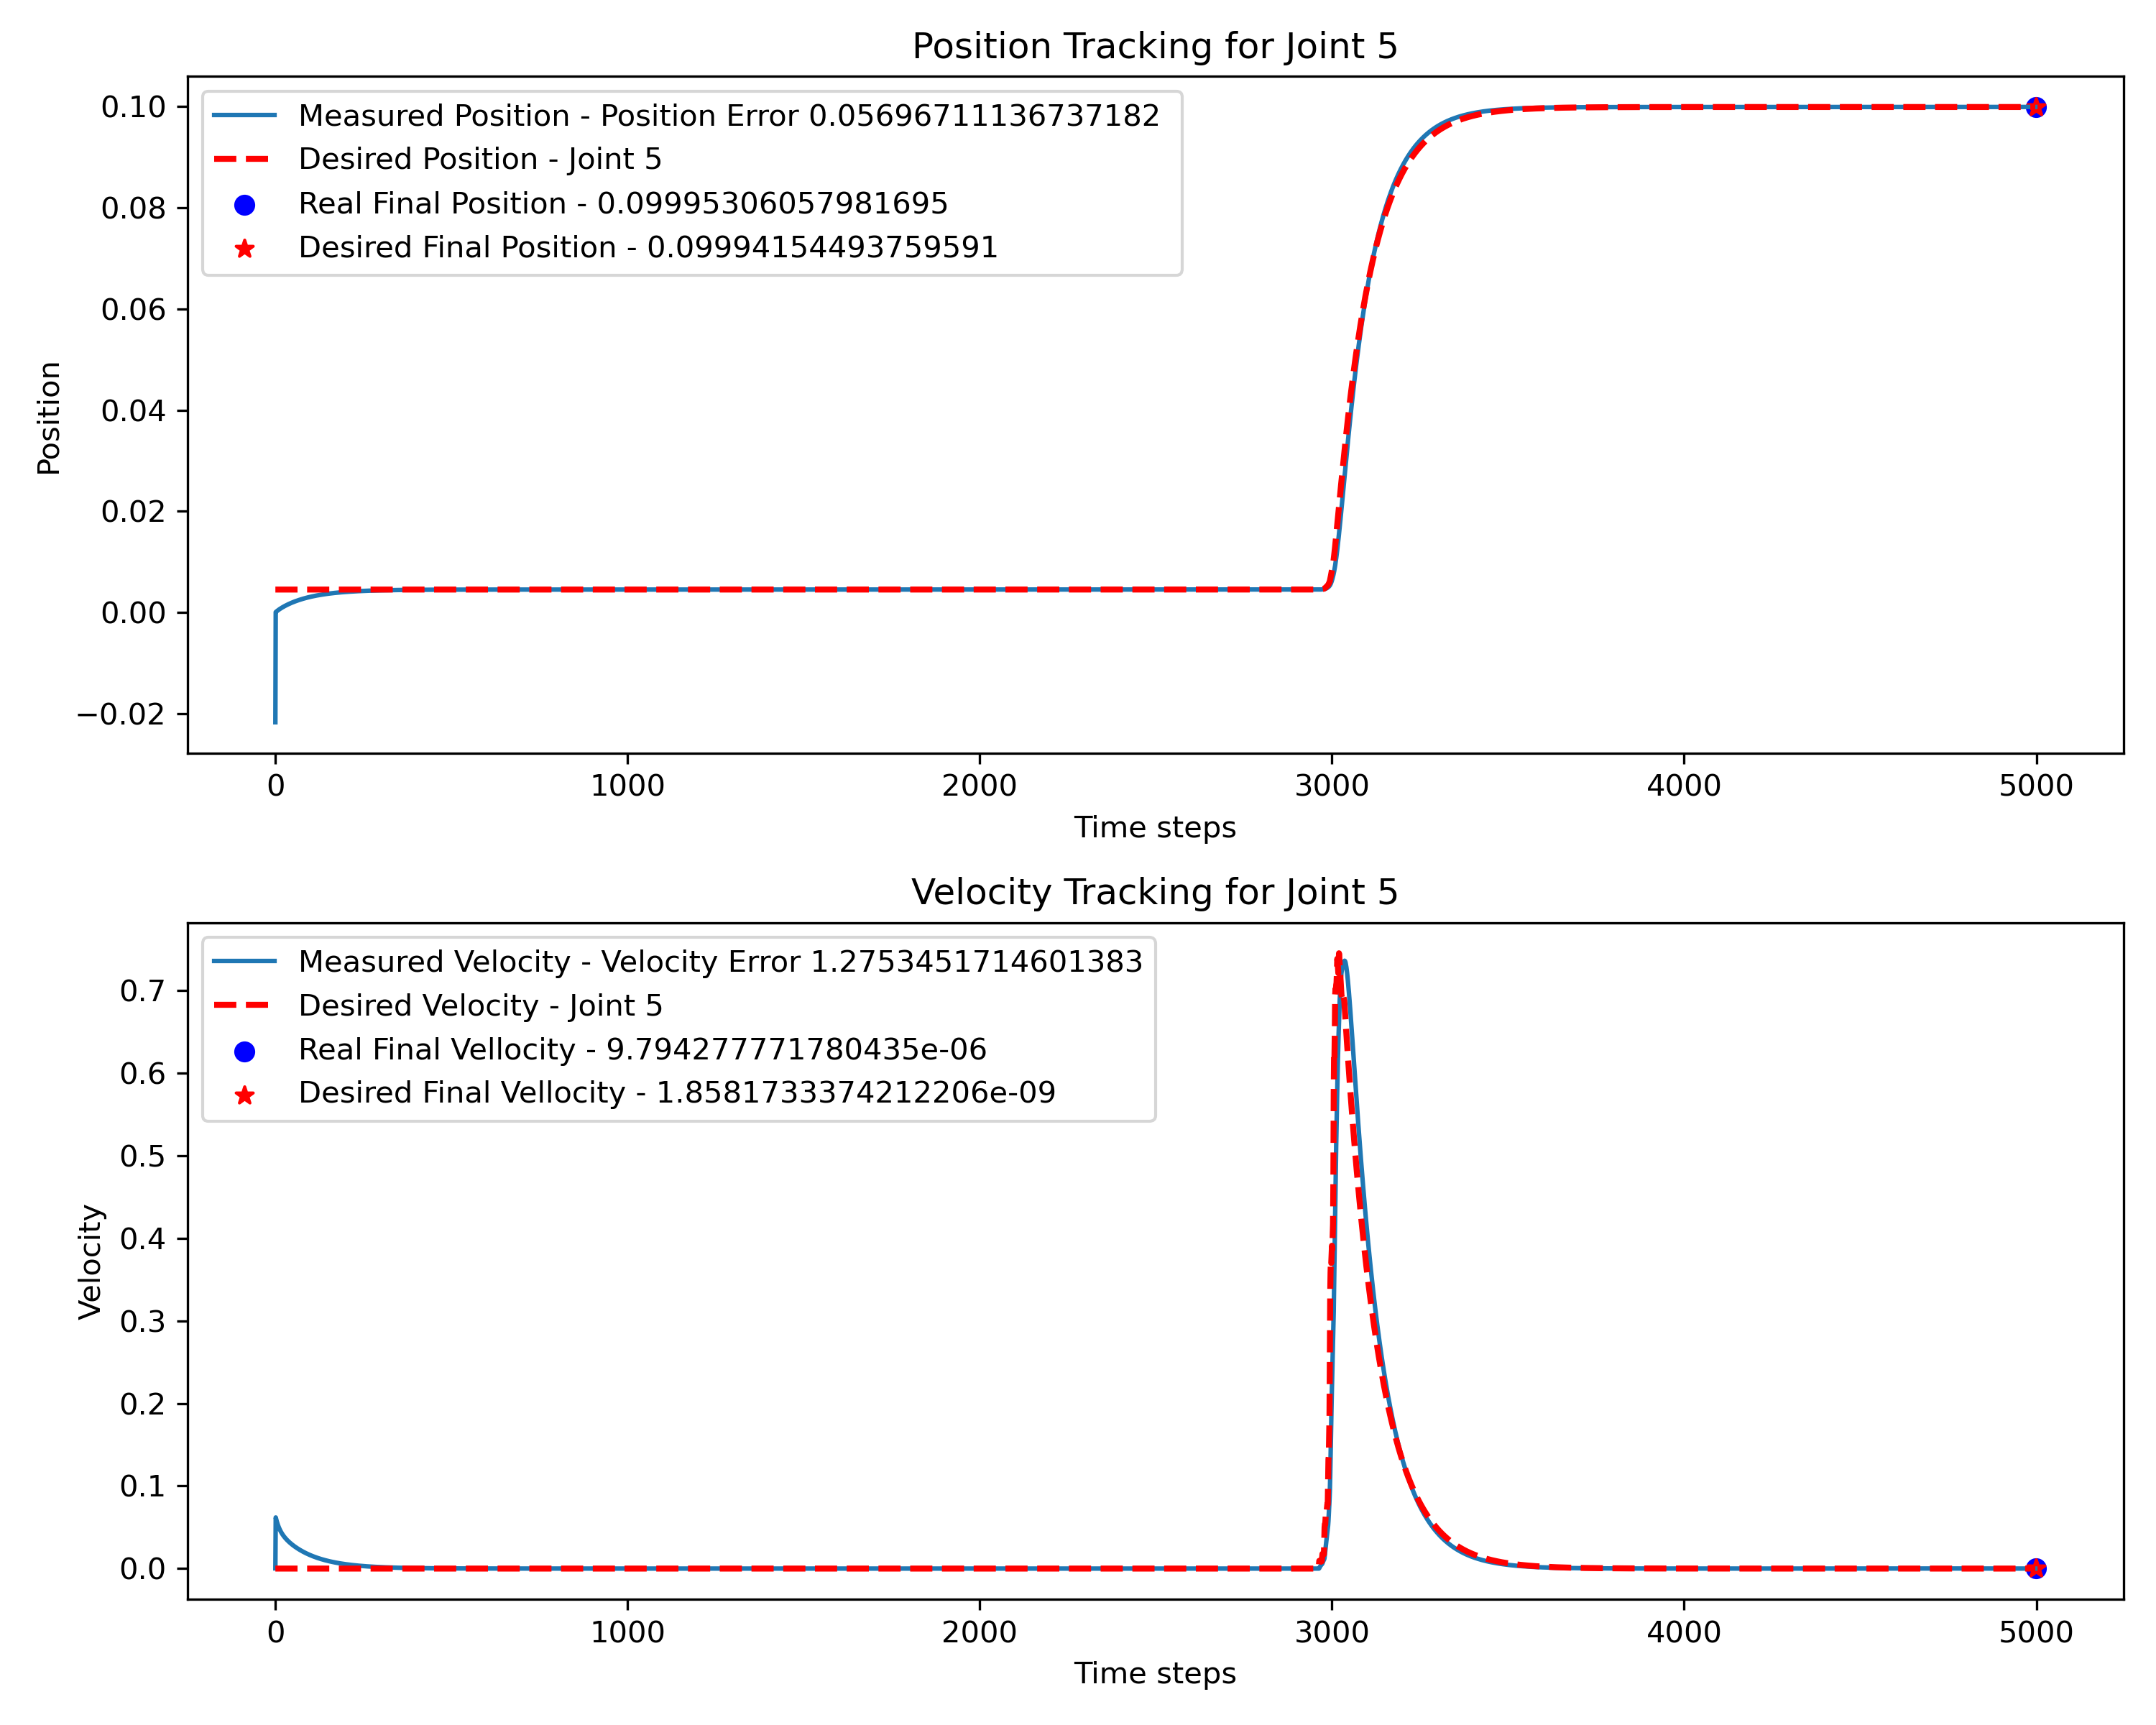 Position Tracking for Joint 5
Measured Position - Position Error 0.05696711136737182
Desired Position - Joint 5
Real Final Position - 0.09995306057981695
Desired Final Position - 0.09994154493759591
0.10
0.08
0.06
0.04
0.02
0.00
−0.02
Position
0 1000 2000 3000 4000 5000
Time steps
Velocity Tracking for Joint 5
Measured Velocity - Velocity Error 1.2753451714601383
Desired Velocity - Joint 5
Real Final Vellocity - 9.794277771780435e-06
Desired Final Vellocity - 1.8581733374212206e-09
0.7
0.6
0.5
0.4
0.3
0.2
0.1
0.0
Velocity
0 1000 2000 3000 4000 5000
Time steps